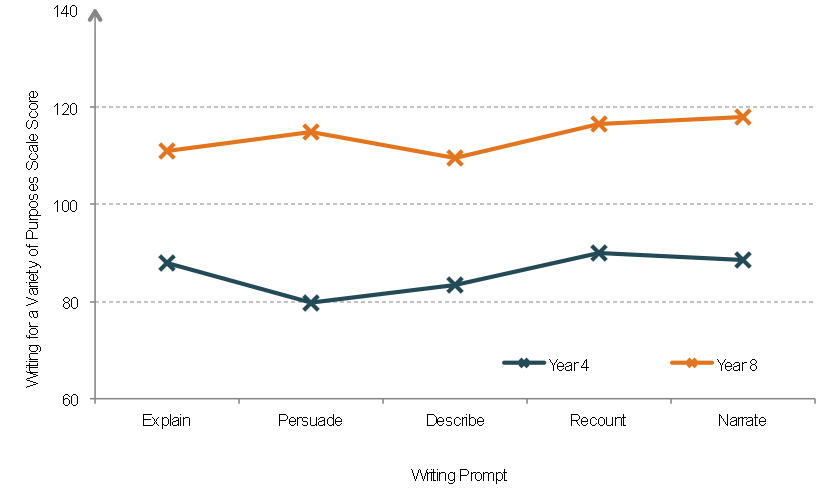 140
120
100
80
60
Writing for a Variety of Purposes Scale Score
Year 4
Year 8
Explain
Persuade
Describe
Recount
Narrate
Writing Prompt